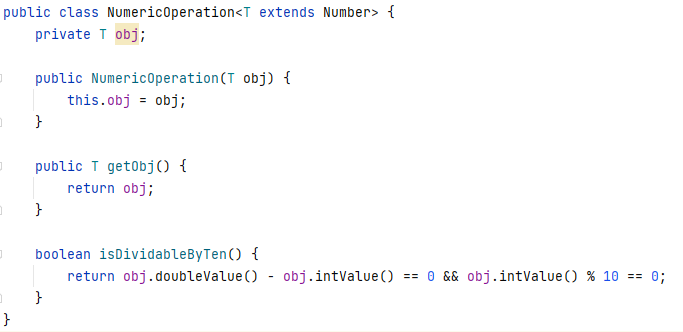 public class NumericOperation<T extends Number> {
    private T obj;

    public NumericOperation(T obj) {
        this.obj = obj;
    }

    public T getObj() {
        return obj;
    }

    boolean isDividableByTen() {
        return obj.doubleValue() - obj.intValue() == 0 && obj.intValue() % 10 == 0;
    }
}